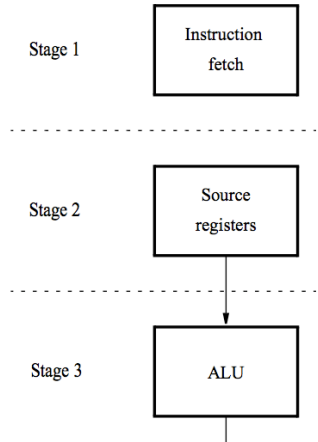 Stage 1
Instruction
fetch
Stage 2
Source
registers
Stage 3
ALU